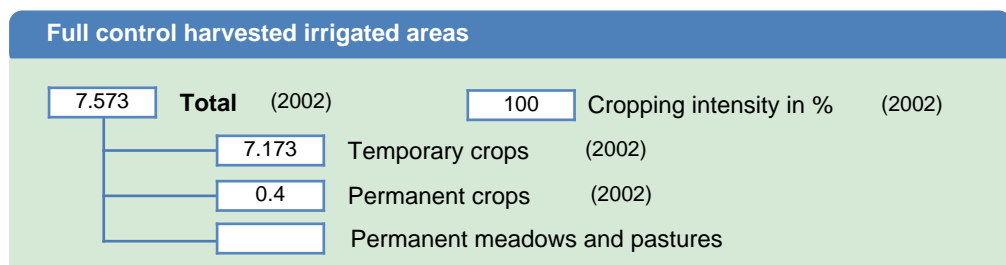 Full control harvested irrigated areas
7.573 Total (2002) 100 Cropping intensity in % (2002)
7.173 Temporary crops (2002)
0.4 Permanent crops (2002)
Permanent meadows and pastures